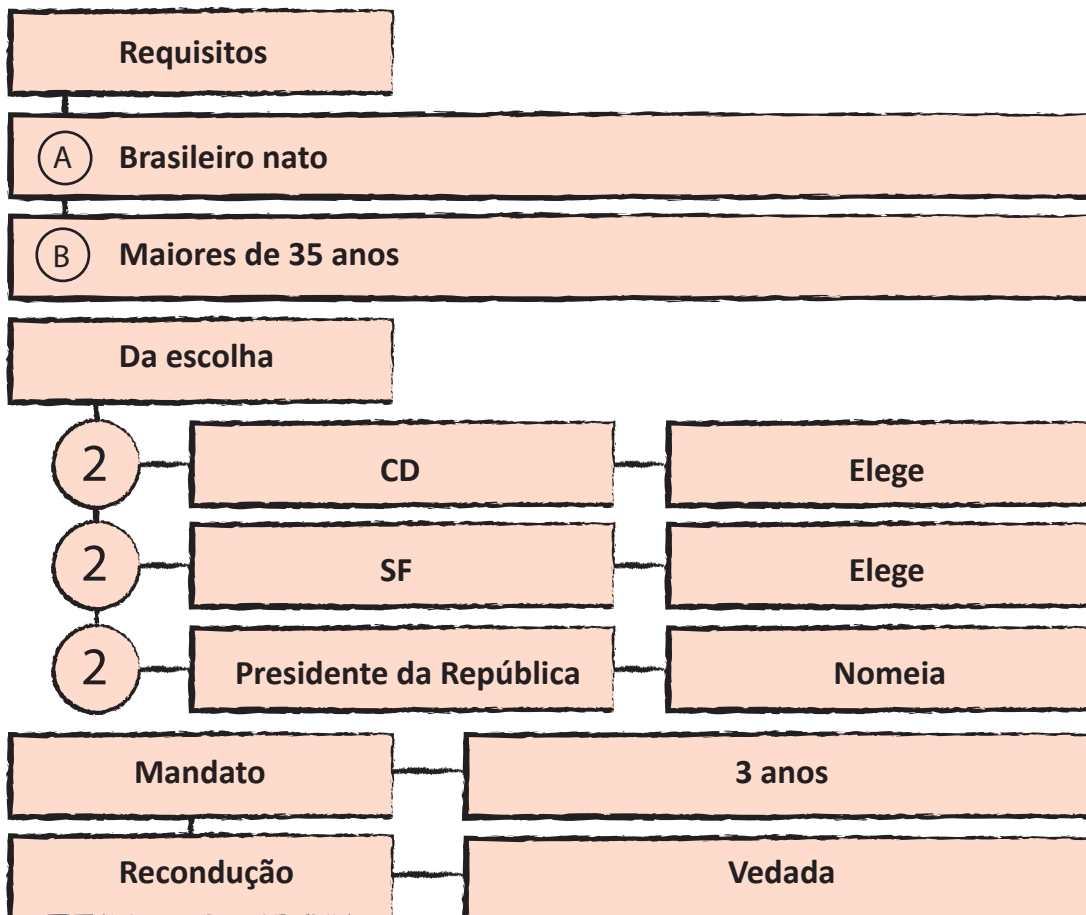 Requisitos
A Brasileiro nato
B Maiores de 35 anos
Da escolha
2 CD Elege
2 SF Elege
2 Presidente da República Nomeia
Mandato 3 anos
Recondução Vedada